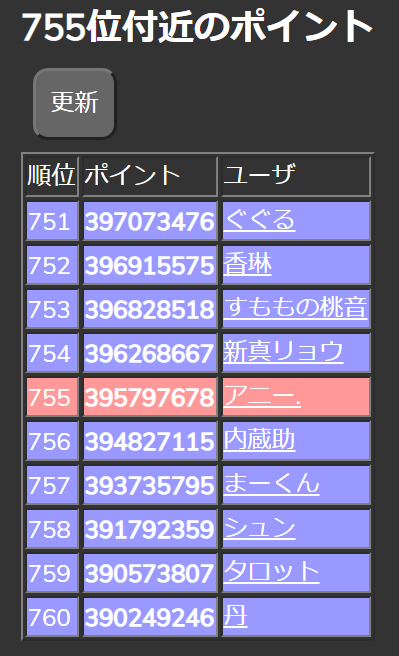 755位付近のポイント
更新
順位 ポイント ユーザ
751 397073476 ぐぐる
752 396915575 香琳
753 396828518 すももの桃音
754 396268667 新真リョウ
755 395797678 アニー.
756 394827115 内蔵助
757 393735795 まーくん
758 391792359 シュン
759 390573807 タロット
760 390249246 丹